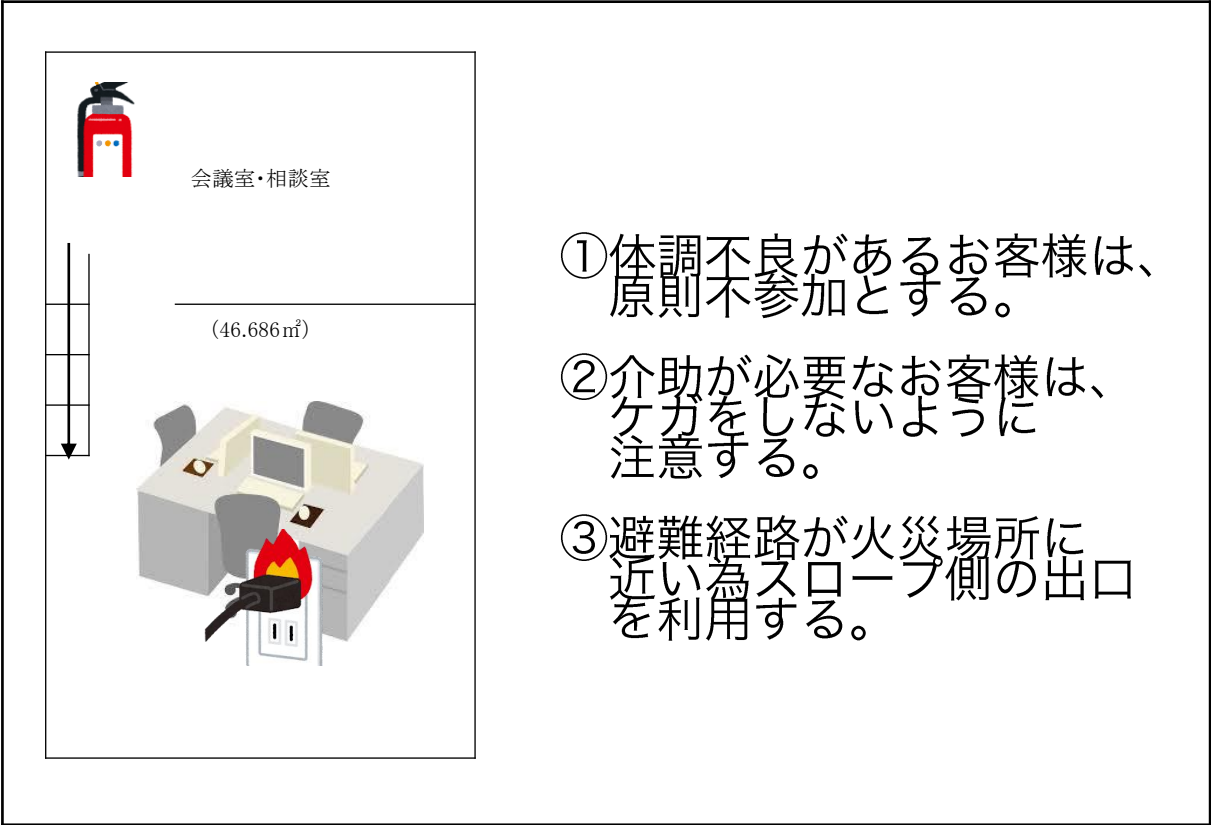 会議室・相談室
(46.686㎡)
①体調不良があるお客様は、
原則不参加とする。
②介助が必要なお客様は、
ケガをしないように
注意する。
③避難経路が火災場所に
近い為スロープ側の出口
を利用する。